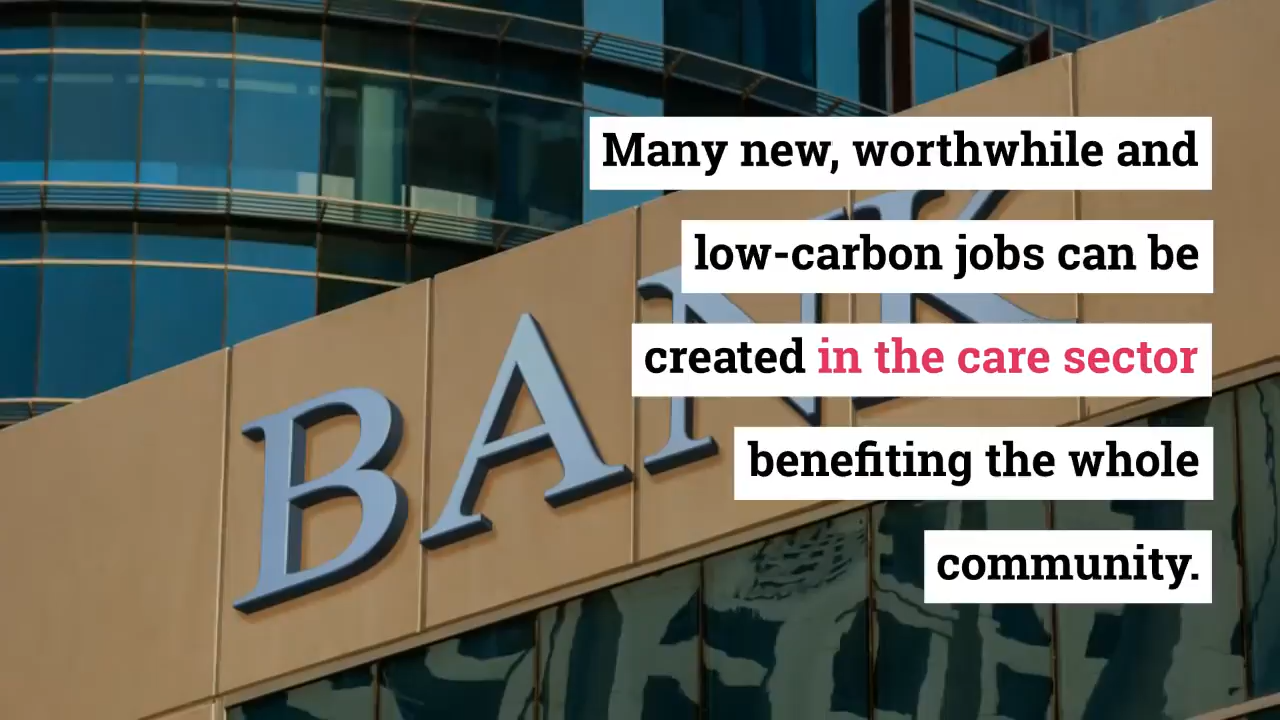 Many new, worthwhile and
low-carbon jobs can be
created in the care sector
benefiting the whole
community.
BANK